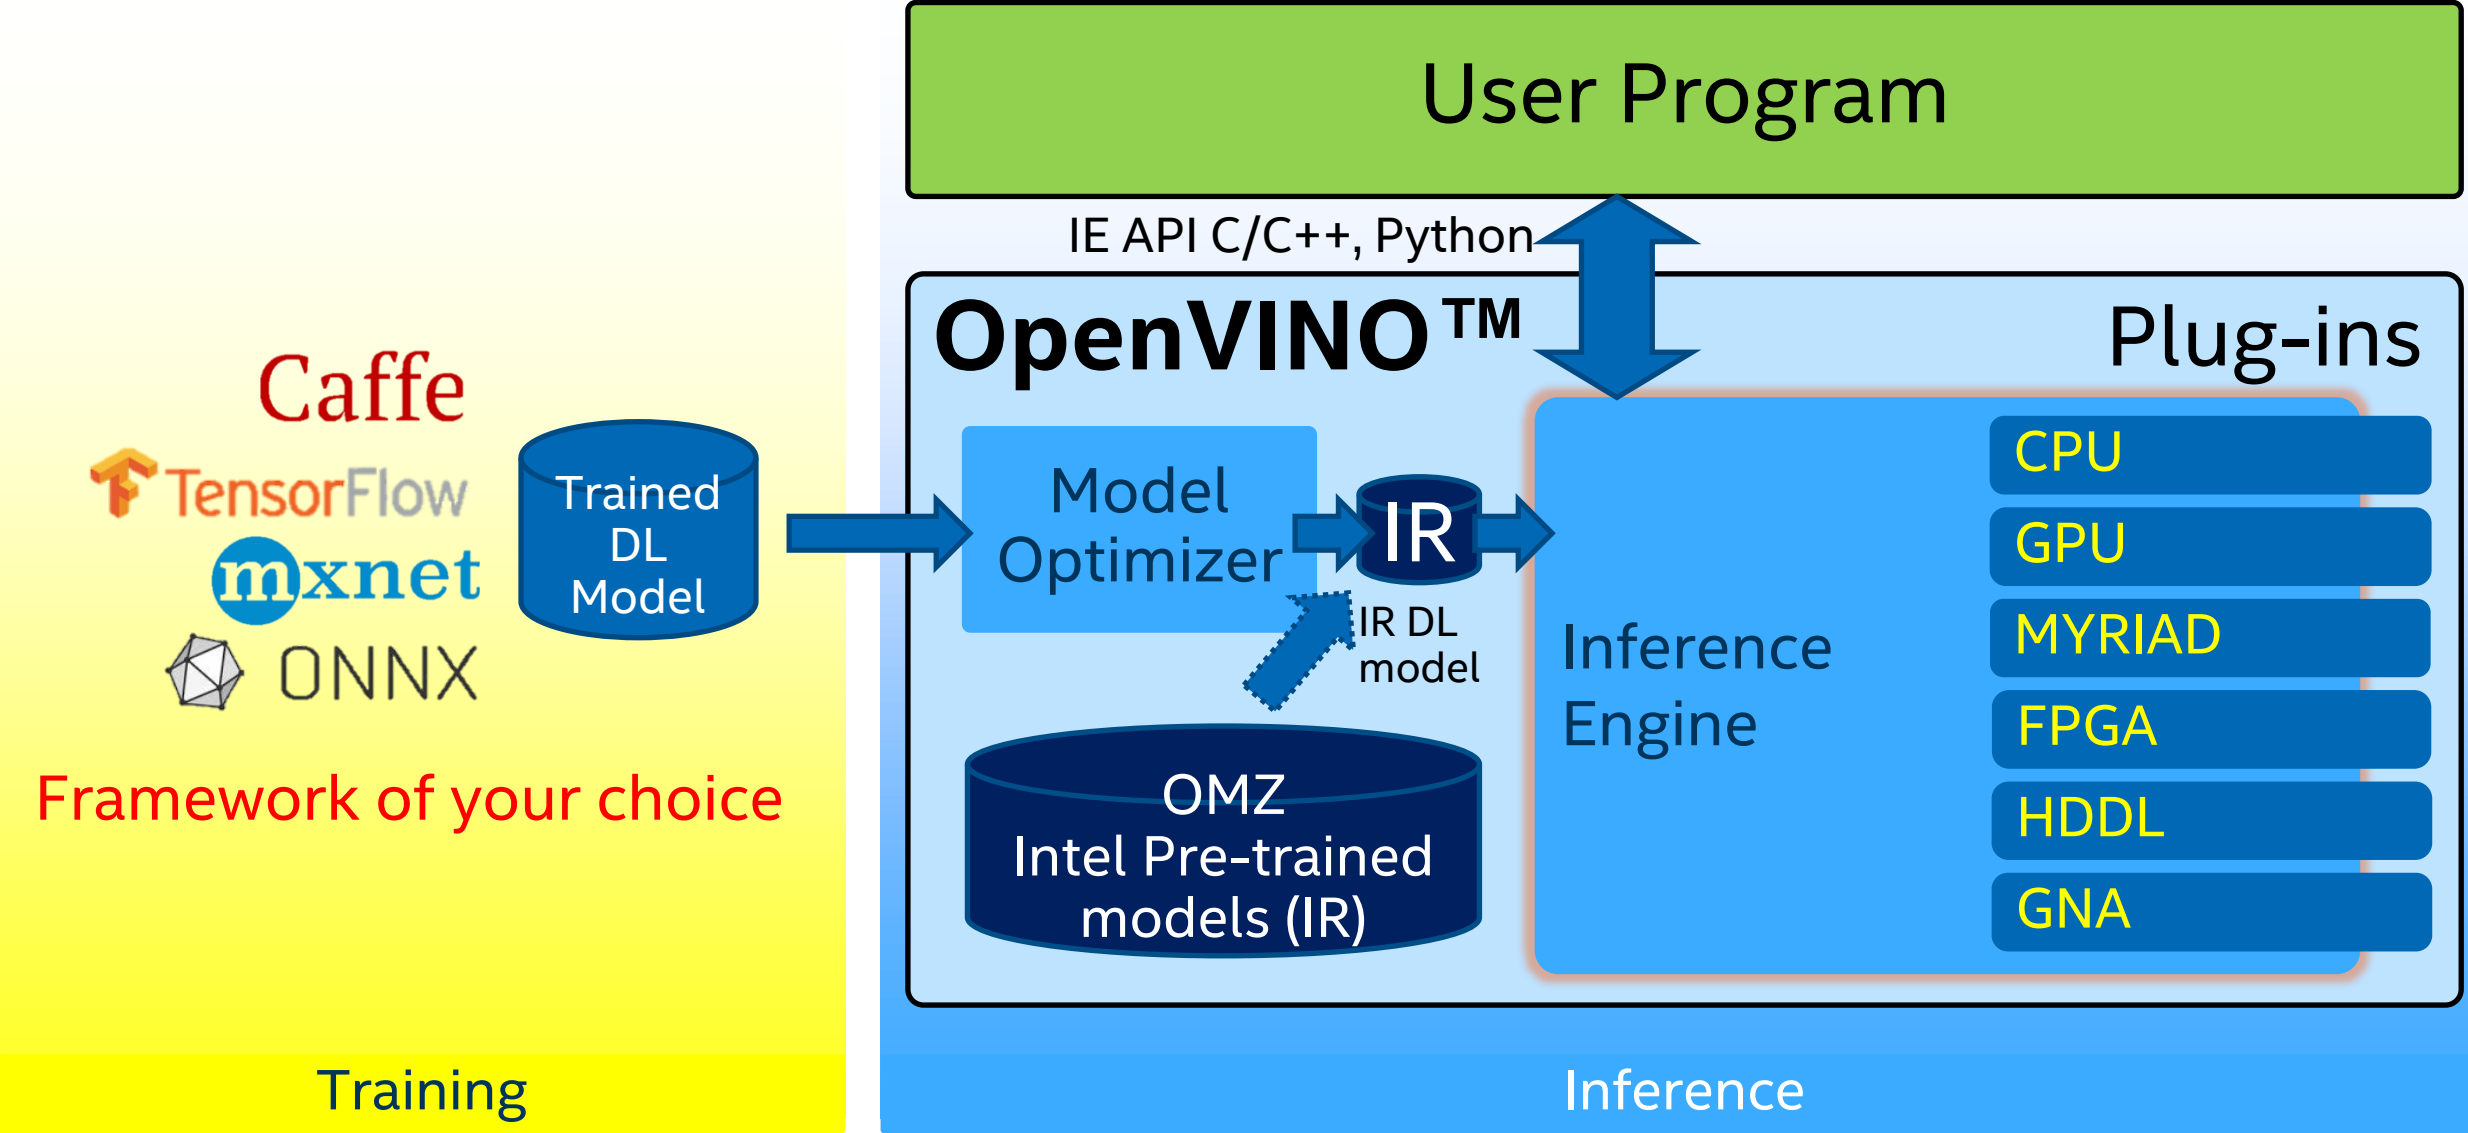 User Program
IE API C/C++, Python
OpenVINO™
Plug-ins
Caffe
TensorFlow
mxnet
ONNX
Framework of your choice
Trained
DL
Model
Model
Optimizer
IR
IR DL
model
OMZ
Intel Pre-trained
models (IR)
Inference
Engine
CPU
GPU
MYRIAD
FPGA
HDDL
GNA
Training
Inference